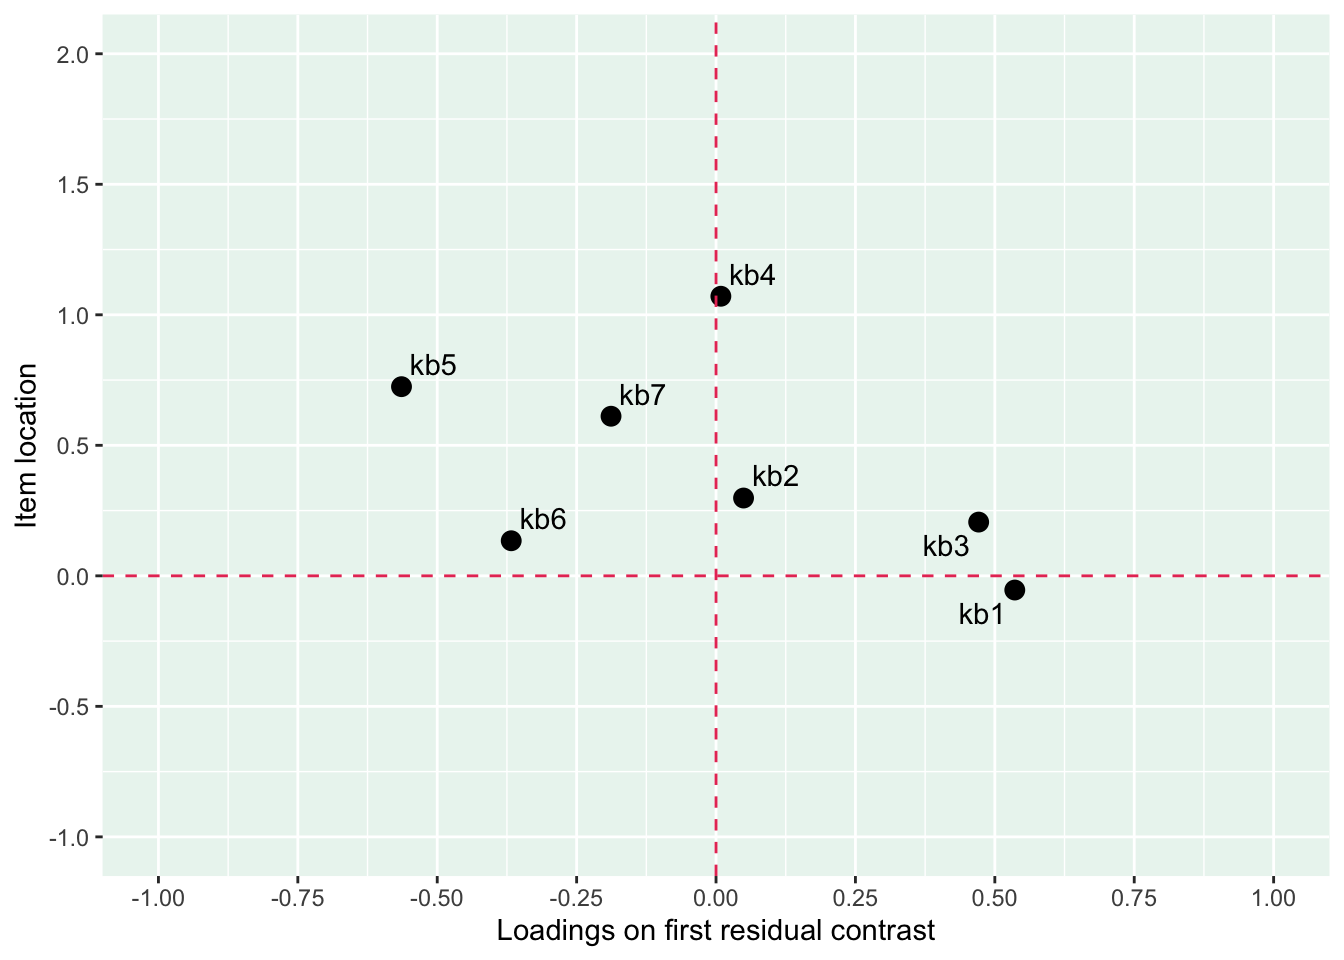 2.0
1.5
1.0
0.5
0.0
-0.5
-1.0
Item location
kb4
kb5
kb7
kb2
kb6
kb3
kb1
-1.00 -0.75 -0.50 -0.25 0.00 0.25 0.50 0.75 1.00
Loadings on first residual contrast